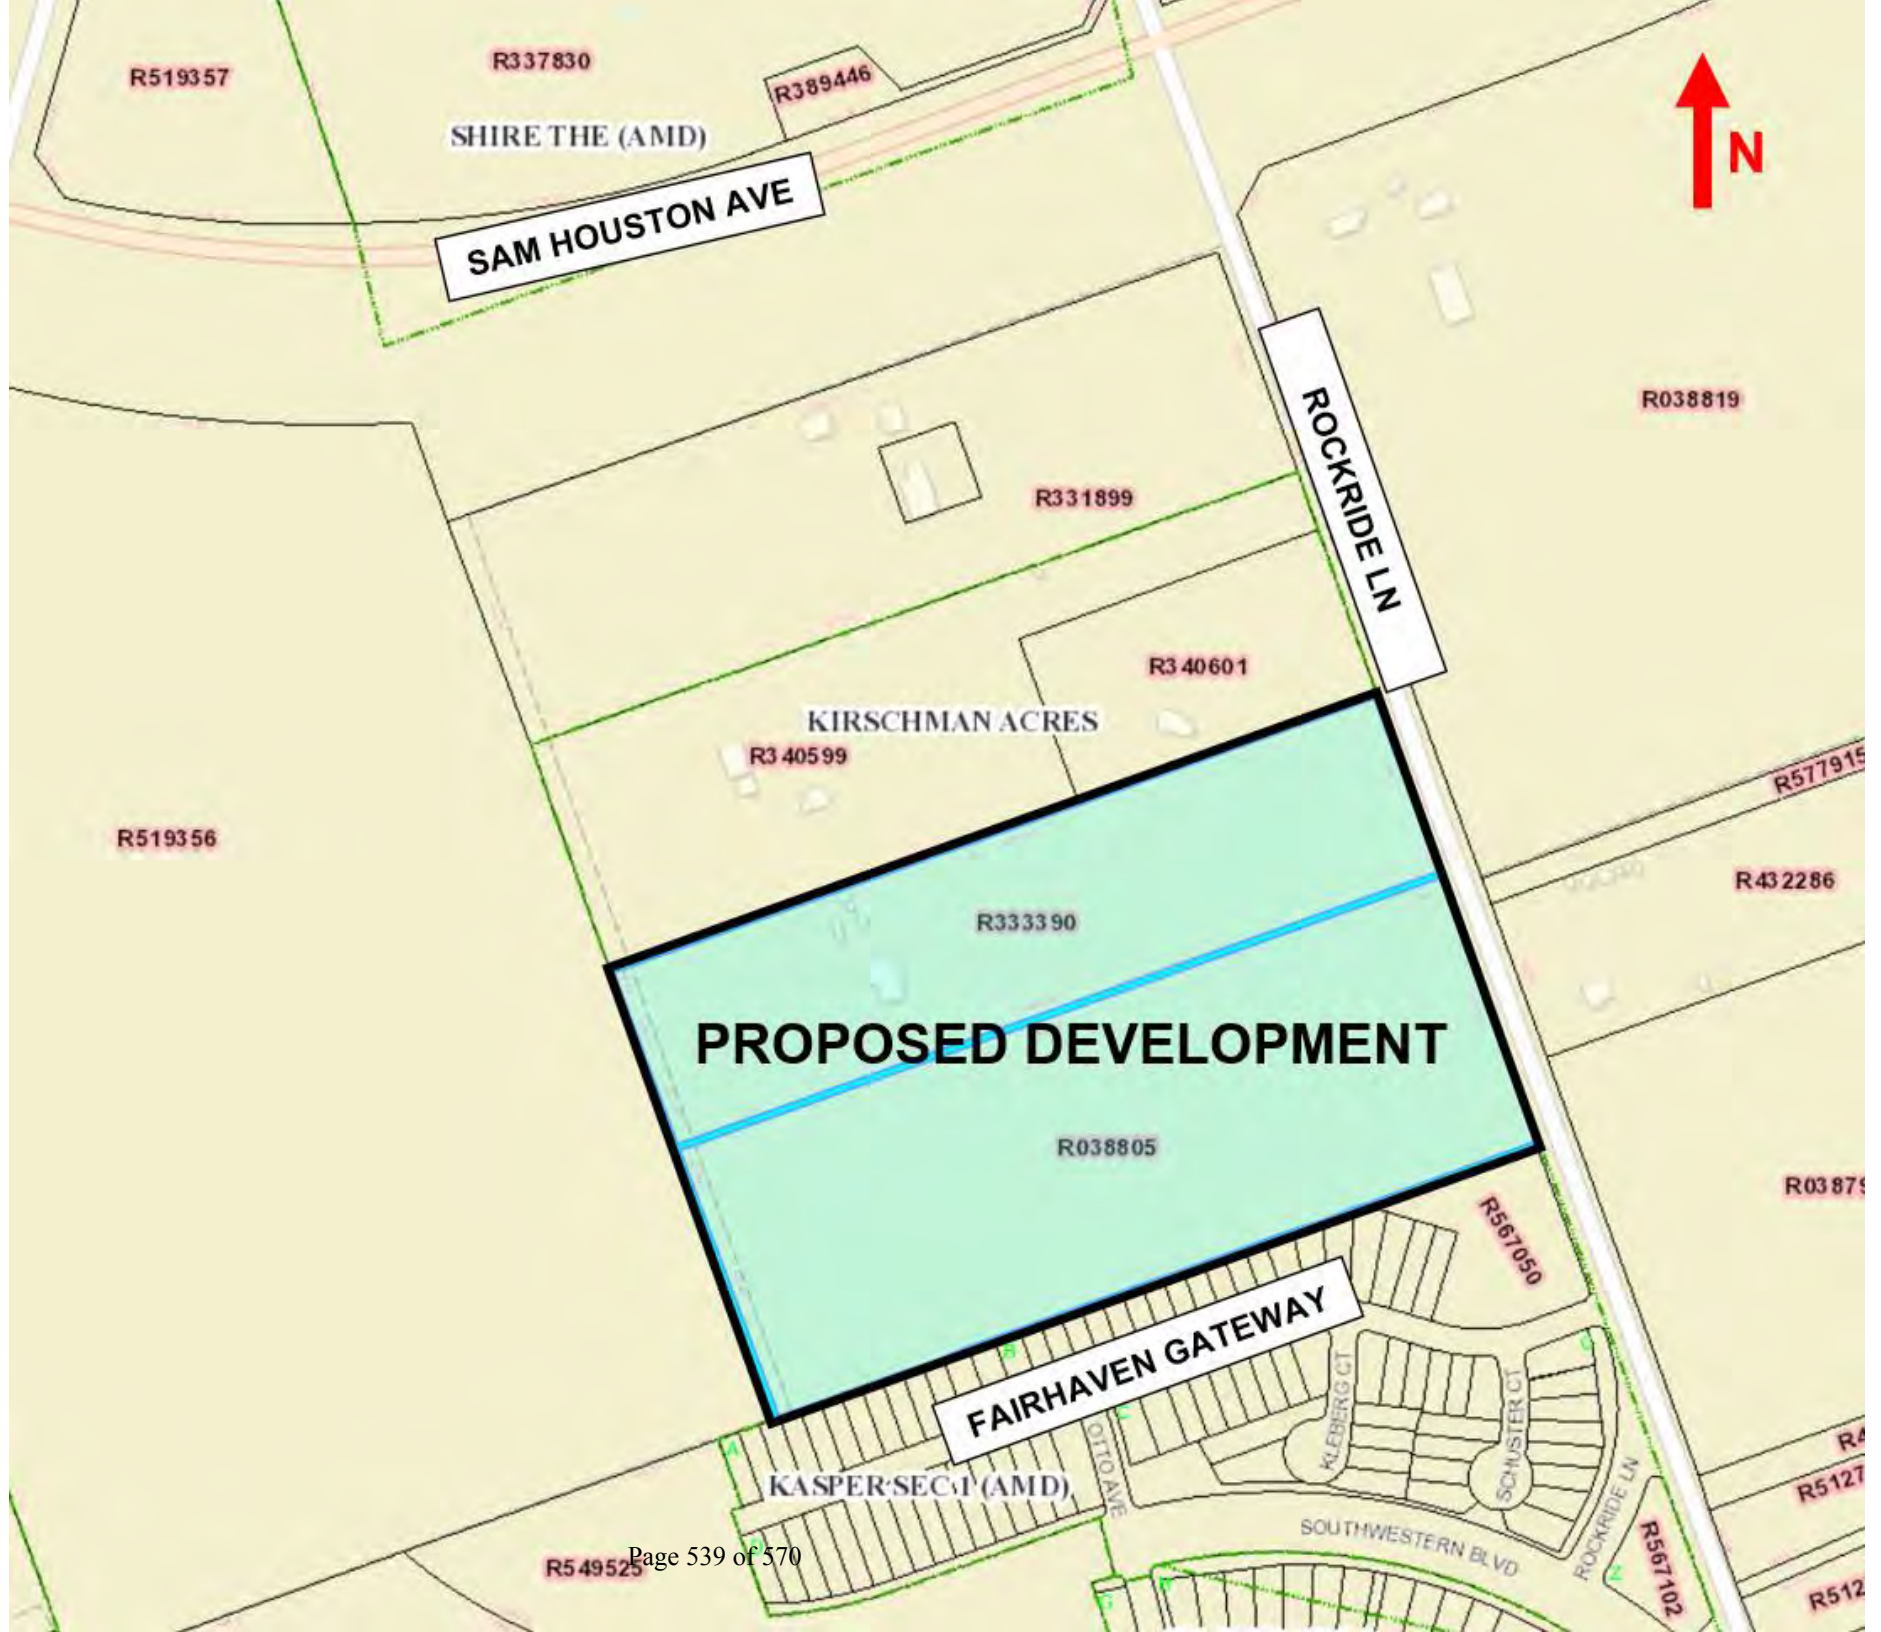 R519357
R337830
R389446
SHIRE THE (AMD)
N
SAM HOUSTON AVE
ROCKRIDE LN
R038819
R331899
R340601
KIRSCHMAN ACRES
R340599
R577915
R519356
R432286
R333390
PROPOSED DEVELOPMENT
R038805
R03879
R567050
FAIRHAVEN GATEWAY
B
C
A
OTTO AVE
KLEBERG CT
SCHUSTER CT
KASPER SEC 1 (AMD)
ROCKRIDE LN
SOUTHWESTERN BLVD
R4
R5127
R549525
Page 539 of 570
R567102
Z
H
G
R512